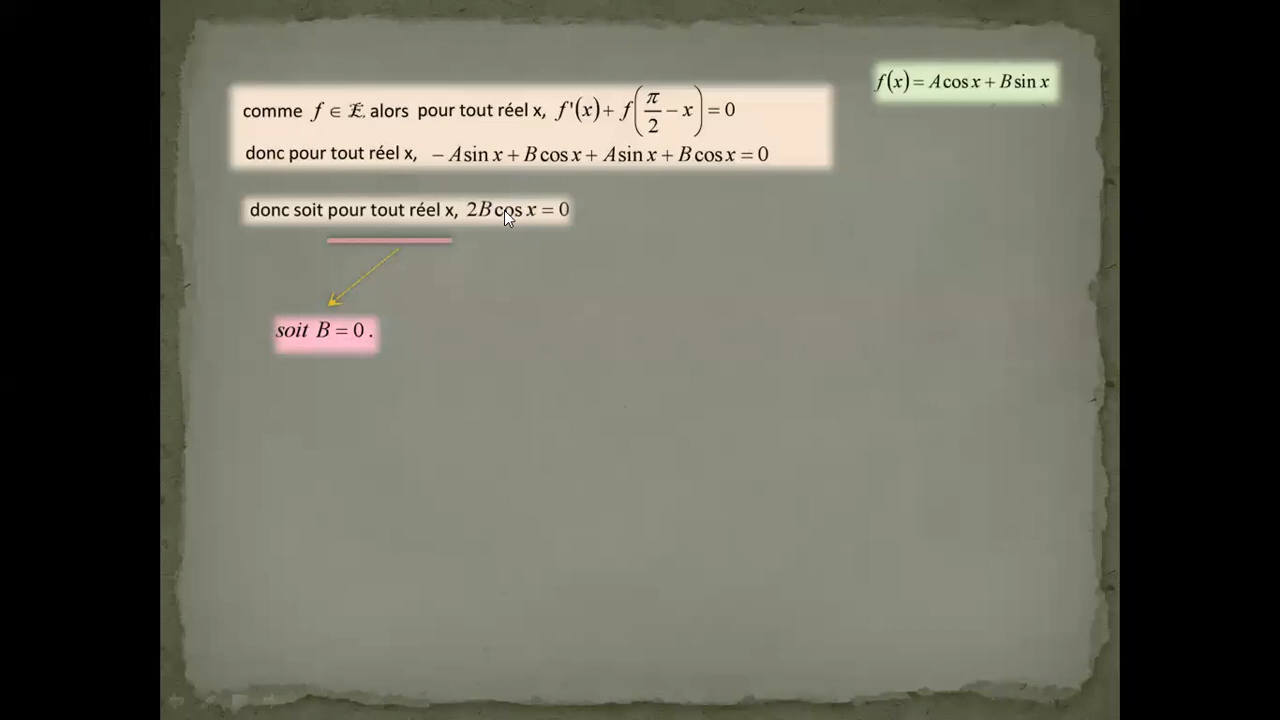 f(x) = A cos x + B sin x
comme f ∈ ℰ, alors pour tout réel x, f'(x) + f(π/2 − x) = 0
donc pour tout réel x, − A sin x + B cos x + A sin x + B cos x = 0
donc soit pour tout réel x, 2B cos x = 0
soit B = 0 .